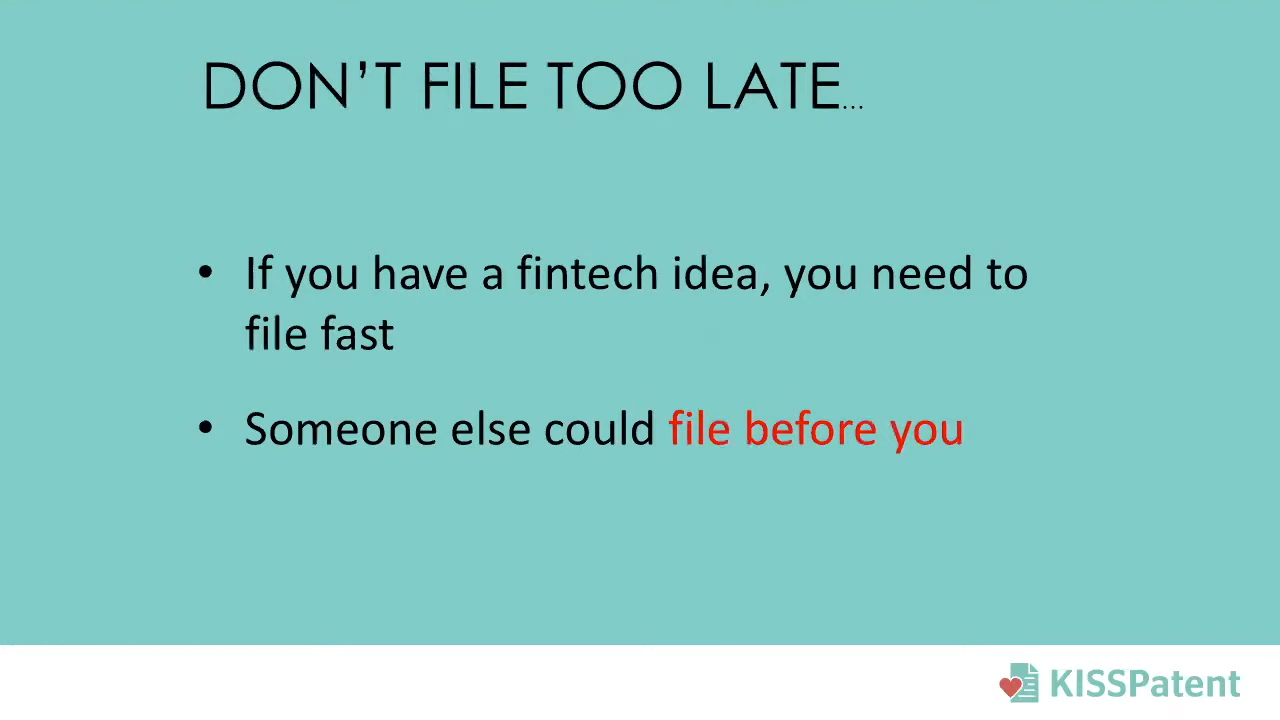 DON’T FILE TOO LATE...
• If you have a fintech idea, you need to
file fast
• Someone else could file before you
KISSPatent